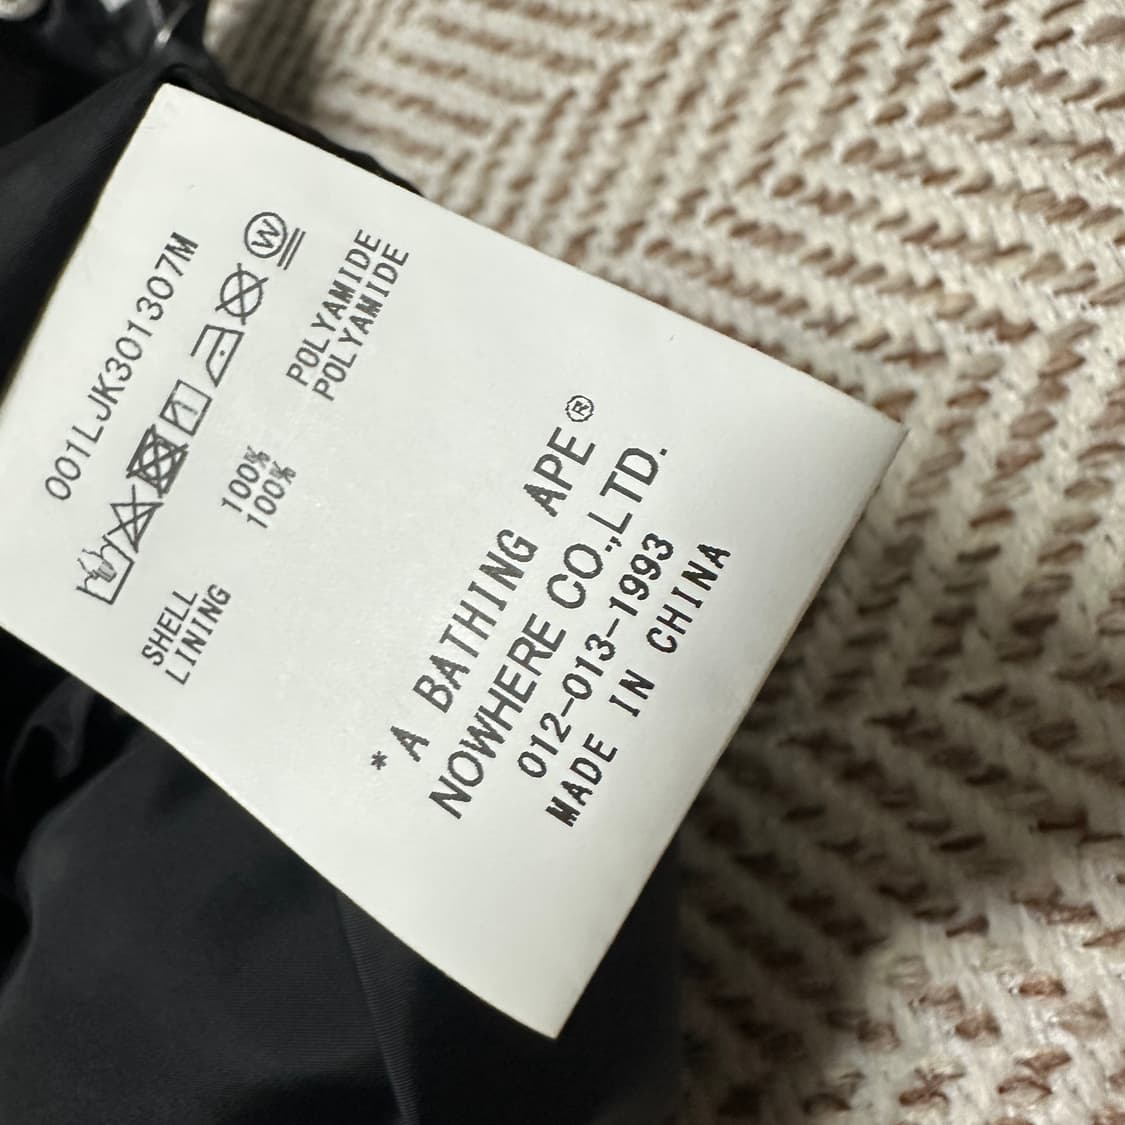 001LJK301307M
W
SHELL 100% POLYAMIDE
LINING 100% POLYAMIDE
*A BATHING APE®
NOWHERE CO.,LTD.
012-013-1993
MADE IN CHINA